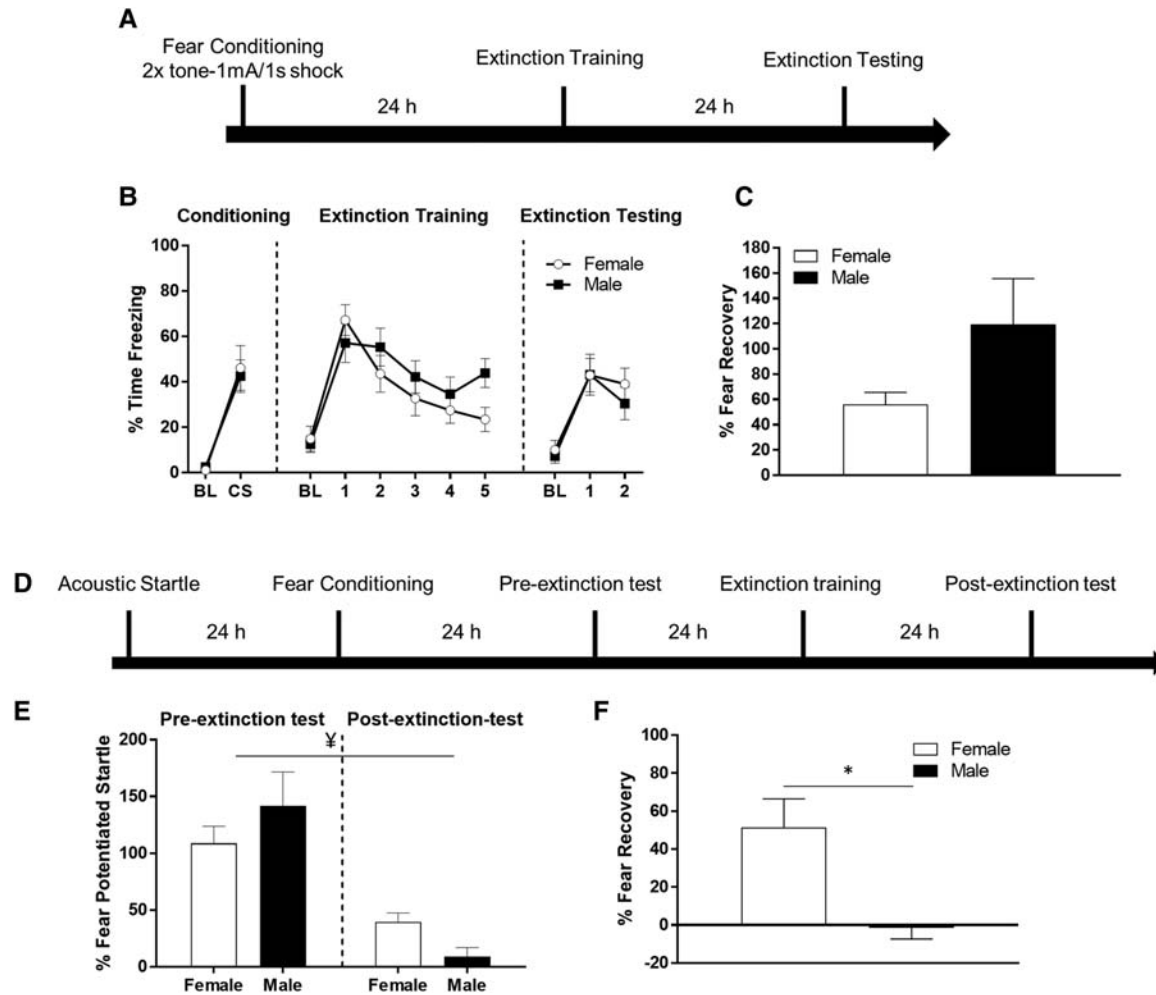 A
Fear Conditioning
2x tone-1mA/1s shock
Extinction Training
Extinction Testing
24 h
24 h
B
Conditioning
Extinction Training
Extinction Testing
% Time Freezing
100
80
60
40
20
0
Female
Male
BL CS BL 1 2 3 4 5 BL 1 2
C
% Fear Recovery
180
160
140
120
100
80
60
40
20
0
Female
Male
D
Acoustic Startle
Fear Conditioning
Pre-extinction test
Extinction training
Post-extinction test
24 h
24 h
24 h
24 h
E
Pre-extinction test
Post-extinction-test
¥
% Fear Potentiated Startle
200
150
100
50
0
Female Male Female Male
F
% Fear Recovery
100
80
60
40
20
0
-20
Female
Male
*